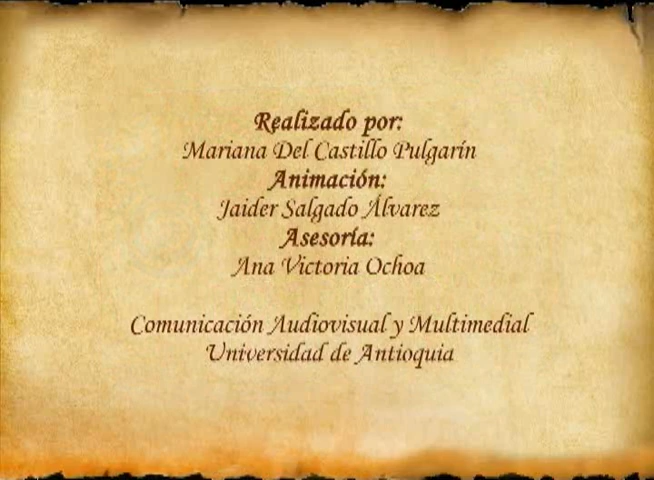 Realizado por:
Mariana Del Castillo Pulgarín
Animación:
Jaider Salgado Álvarez
Asesoría:
Ana Victoria Ochoa
Comunicación Audiovisual y Multimedial
Universidad de Antioquia